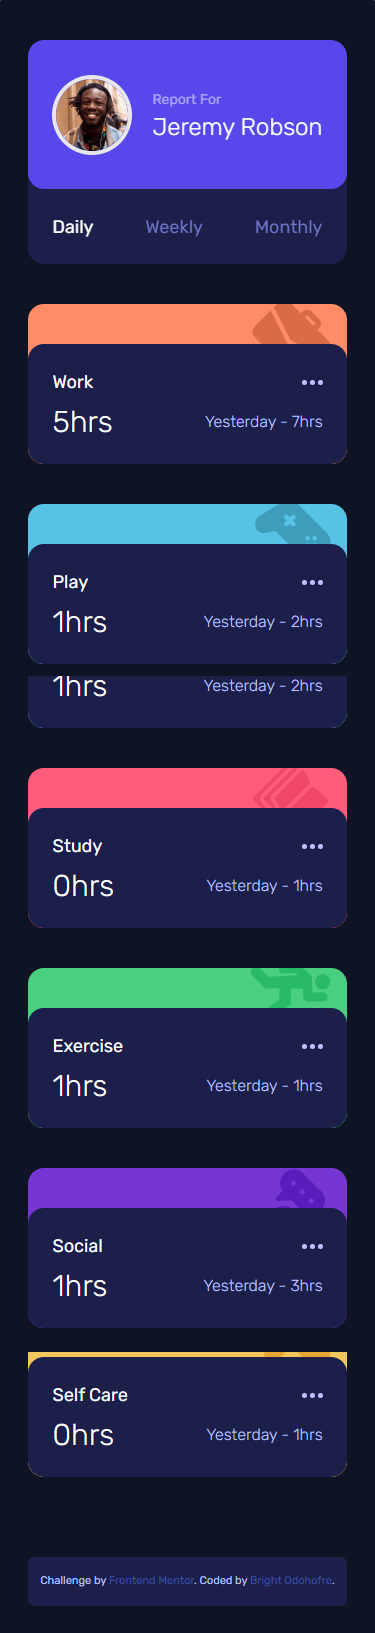 Report For
Jeremy Robson
Daily Weekly Monthly
Work
5hrs Yesterday - 7hrs
Play
1hrs Yesterday - 2hrs
1hrs Yesterday - 2hrs
Study
0hrs Yesterday - 1hrs
Exercise
1hrs Yesterday - 1hrs
Social
1hrs Yesterday - 3hrs
Self Care
0hrs Yesterday - 1hrs
Challenge by Frontend Mentor. Coded by Bright Odohofre.